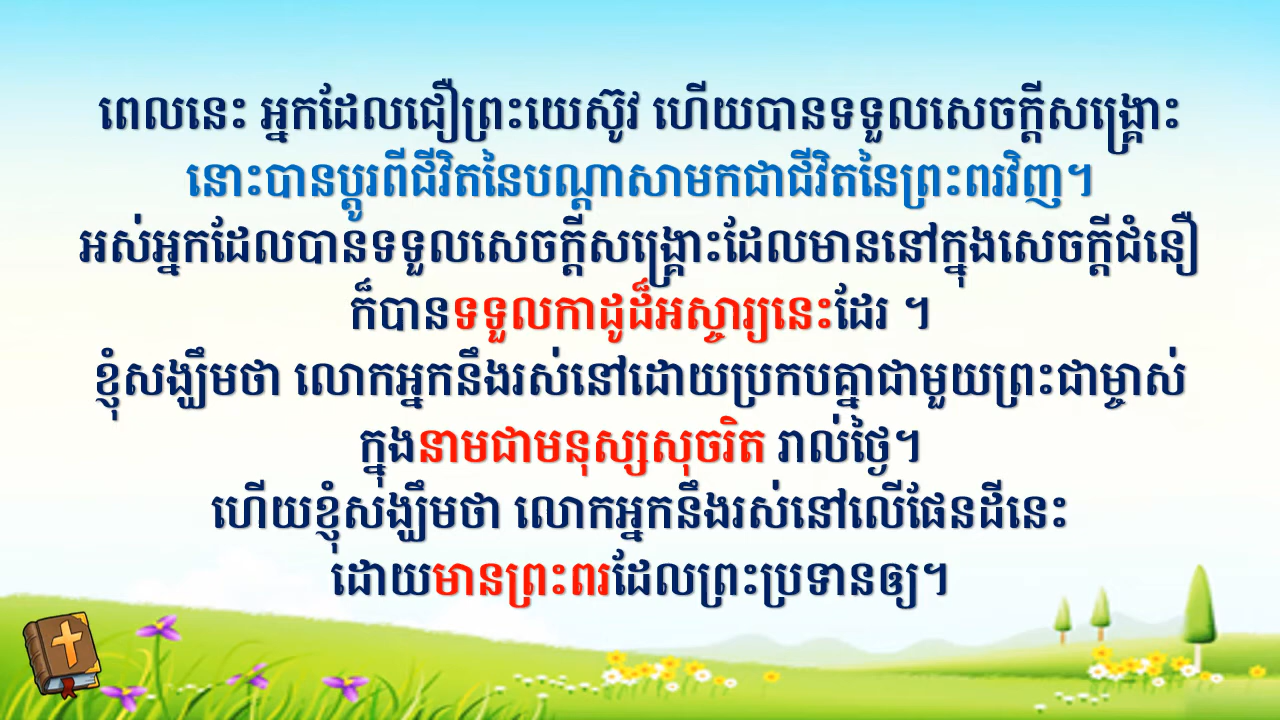 ពេលនេះ អ្នកដែលជឿព្រះយេស៊ូវ ហើយបានទទួលសេចក្តីសង្គ្រោះ
នោះបានប្តូរពីជីវិតនៃបណ្តាសាមកជាជីវិតនៃព្រះពរវិញ។
អស់អ្នកដែលបានទទួលសេចក្តីសង្គ្រោះដែលមាននៅក្នុងសេចក្តីជំនឿ
ក៏បានទទួលកាដូដ៏អស្ចារ្យនេះដែរ ។
ខ្ញុំសង្ឃឹមថា លោកអ្នកនឹងរស់នៅដោយប្រកបគ្នាជាមួយព្រះជាម្ចាស់
ក្នុងនាមជាមនុស្សសុចរិត រាល់ថ្ងៃ។
ហើយខ្ញុំសង្ឃឹមថា លោកអ្នកនឹងរស់នៅលើផែនដីនេះ
ដោយមានព្រះពរដែលព្រះប្រទានឲ្យ។